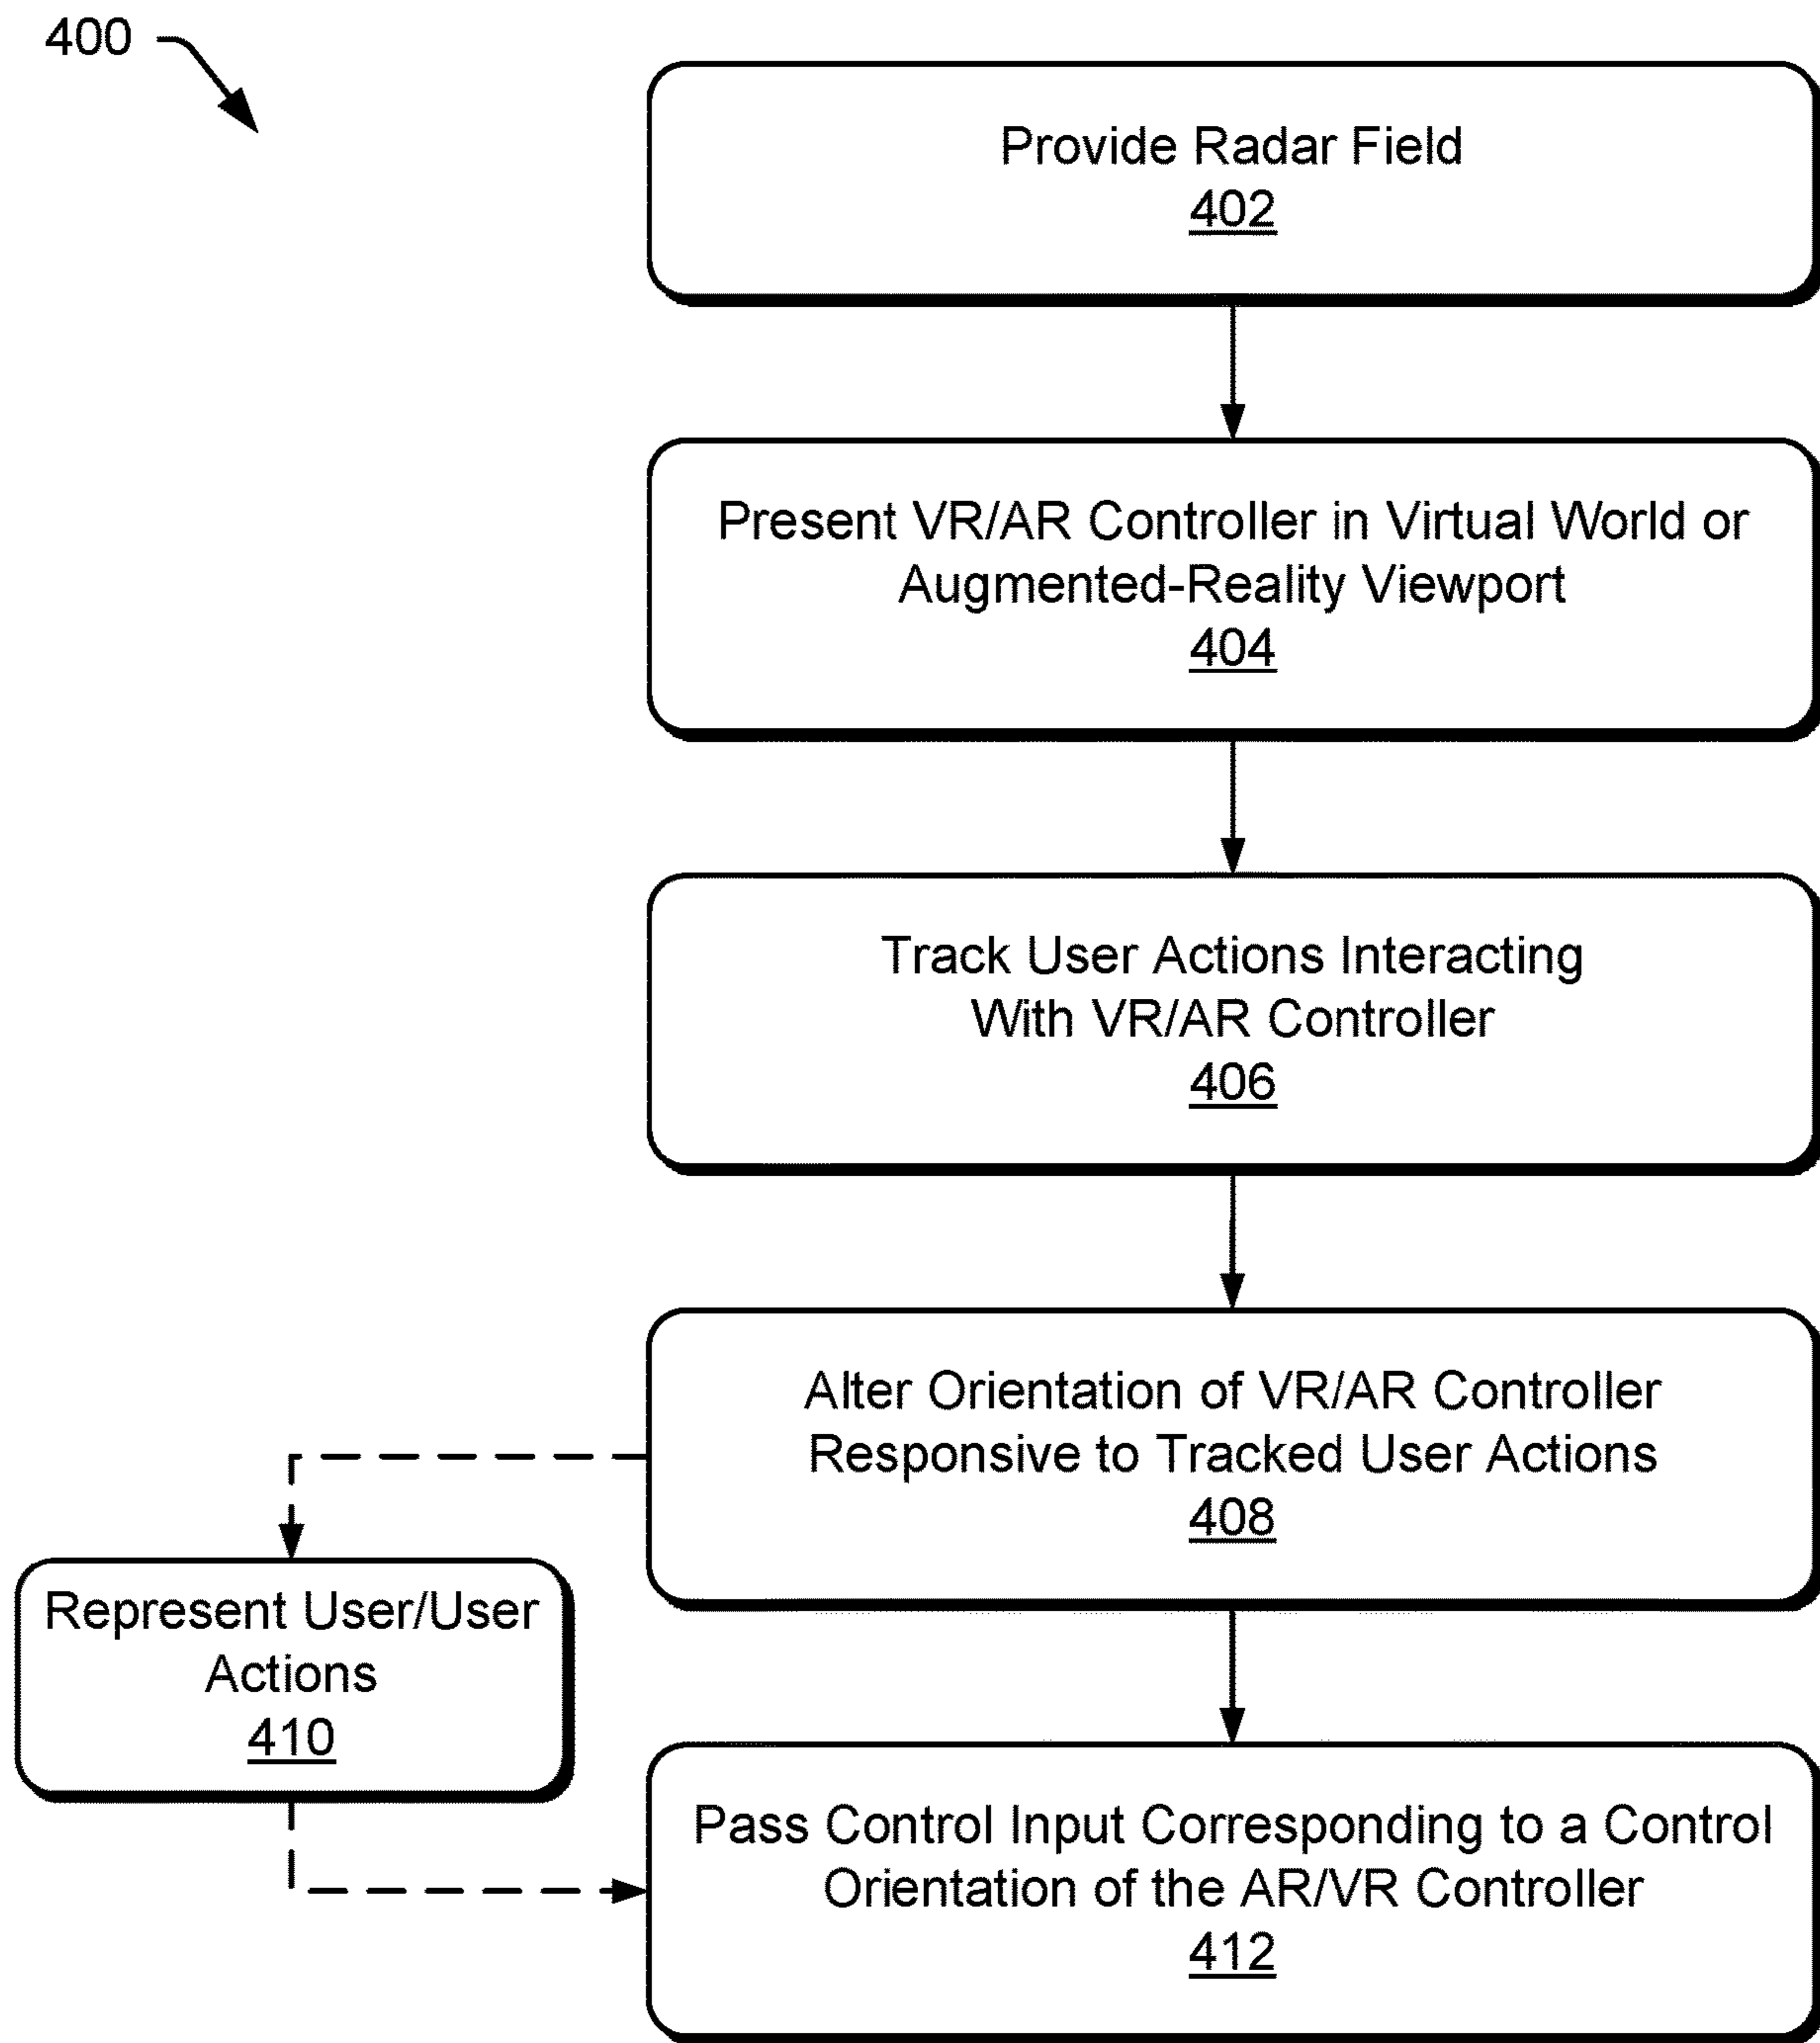 400
Provide Radar Field
402
Present VR/AR Controller in Virtual World or
Augmented-Reality Viewport
404
Track User Actions Interacting
With VR/AR Controller
406
Alter Orientation of VR/AR Controller
Responsive to Tracked User Actions
408
Represent User/User
Actions
410
Pass Control Input Corresponding to a Control
Orientation of the AR/VR Controller
412